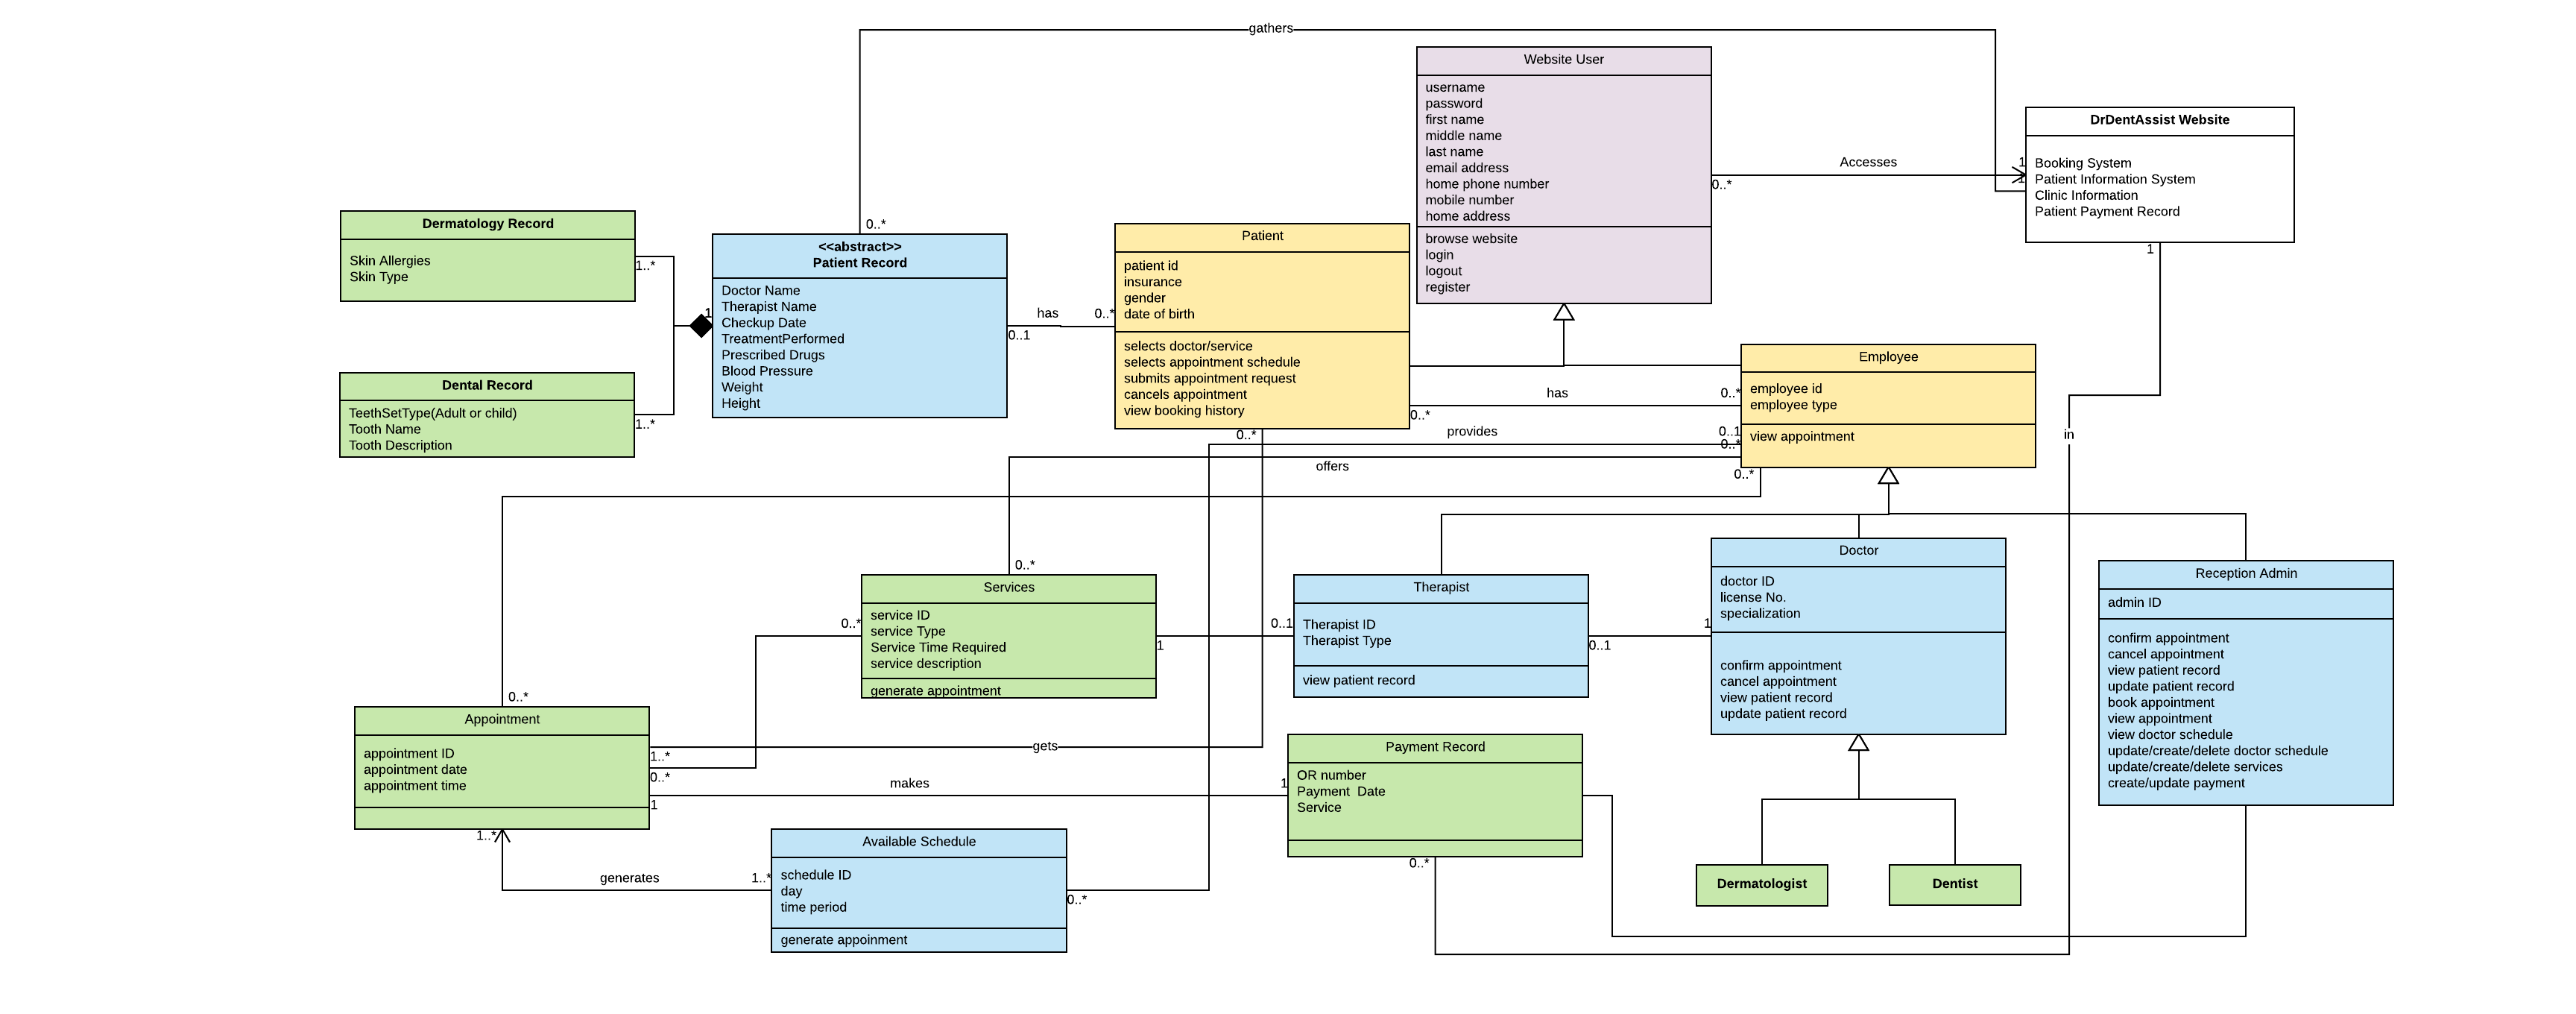 gathers
Website User
username
password
first name
middle name
last name
email address
home phone number
mobile number
home address
browse website
login
logout
register
Accesses
0..*
1
1
DrDentAssist Website
Booking System
Patient Information System
Clinic Information
Patient Payment Record
1
Dermatology Record
Skin Allergies
Skin Type
1..*
Dental Record
TeethSetType(Adult or child)
Tooth Name
Tooth Description
1..*
0..*
<<abstract>>
Patient Record
Doctor Name
Therapist Name
Checkup Date
TreatmentPerformed
Prescribed Drugs
Blood Pressure
Weight
Height
1
has
0..1
0..*
Patient
patient id
insurance
gender
date of birth
selects doctor/service
selects appointment schedule
submits appointment request
cancels appointment
view booking history
0..*
has
0..*
0..*
provides
0..1
offers
0..*
0..*
Employee
employee id
employee type
view appointment
in
0..*
Services
service ID
service Type
Service Time Required
service description
generate appointment
0..*
1
0..1
Therapist
Therapist ID
Therapist Type
view patient record
0..1
1
Doctor
doctor ID
license No.
specialization
confirm appointment
cancel appointment
view patient record
update patient record
Reception Admin
admin ID
confirm appointment
cancel appointment
view patient record
update patient record
book appointment
view appointment
view doctor schedule
update/create/delete doctor schedule
update/create/delete services
create/update payment
0..*
Appointment
appointment ID
appointment date
appointment time
1..*
gets
0..*
makes
1
1
Payment Record
OR number
Payment  Date
Service
0..*
1..*
generates
1..*
Available Schedule
schedule ID
day
time period
generate appoinment
0..*
Dermatologist
Dentist